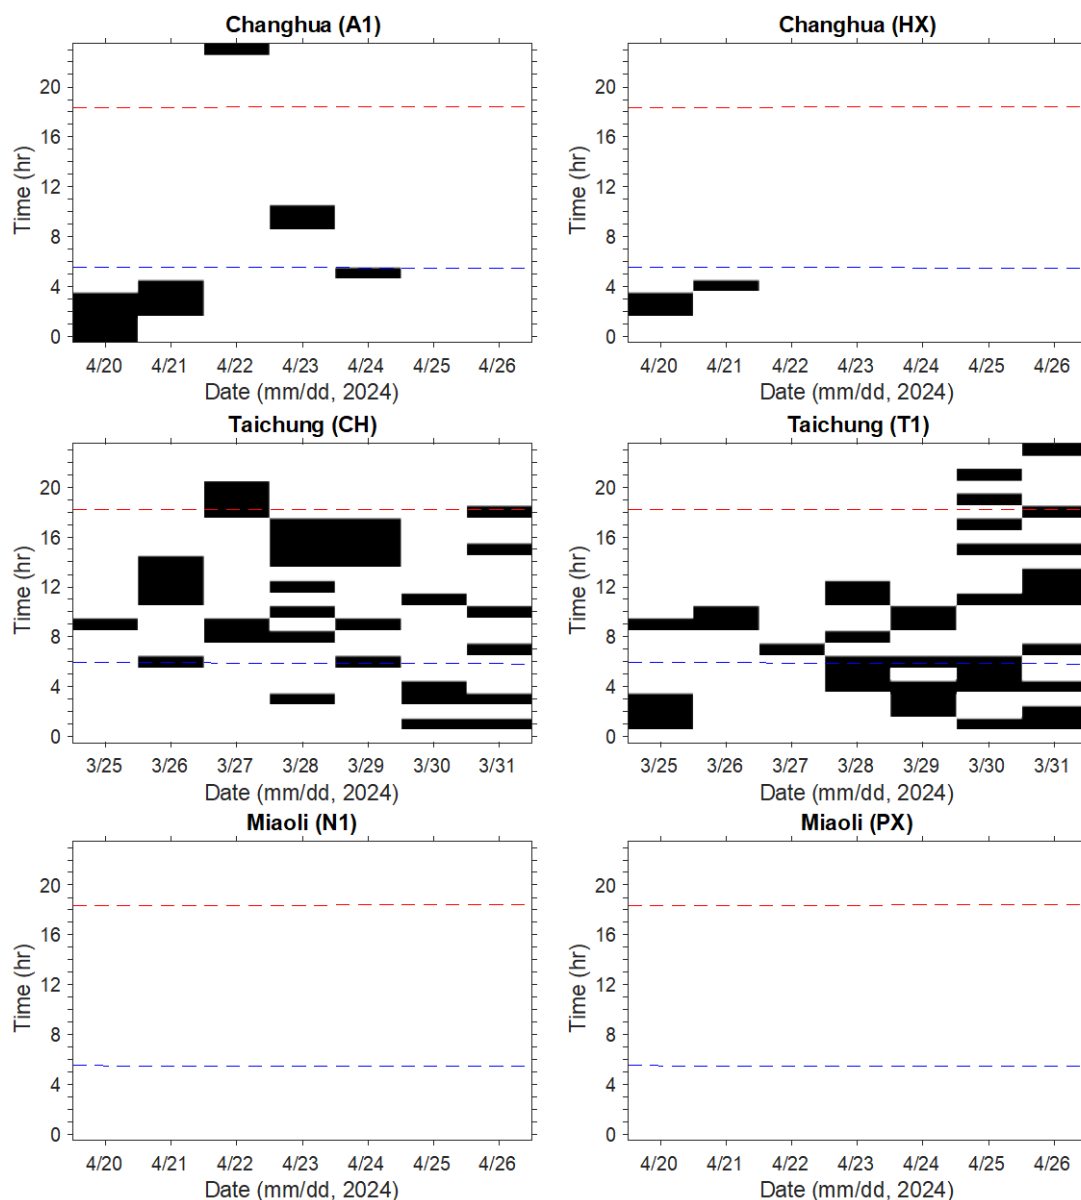 Changhua (A1)
20
16
12
8
4
0
Time (hr)
4/20 4/21 4/22 4/23 4/24 4/25 4/26
Date (mm/dd, 2024)
Changhua (HX)
20
16
12
8
4
0
Time (hr)
4/20 4/21 4/22 4/23 4/24 4/25 4/26
Date (mm/dd, 2024)
Taichung (CH)
20
16
12
8
4
0
Time (hr)
3/25 3/26 3/27 3/28 3/29 3/30 3/31
Date (mm/dd, 2024)
Taichung (T1)
20
16
12
8
4
0
Time (hr)
3/25 3/26 3/27 3/28 3/29 3/30 3/31
Date (mm/dd, 2024)
Miaoli (N1)
20
16
12
8
4
0
Time (hr)
4/20 4/21 4/22 4/23 4/24 4/25 4/26
Date (mm/dd, 2024)
Miaoli (PX)
20
16
12
8
4
0
Time (hr)
4/20 4/21 4/22 4/23 4/24 4/25 4/26
Date (mm/dd, 2024)